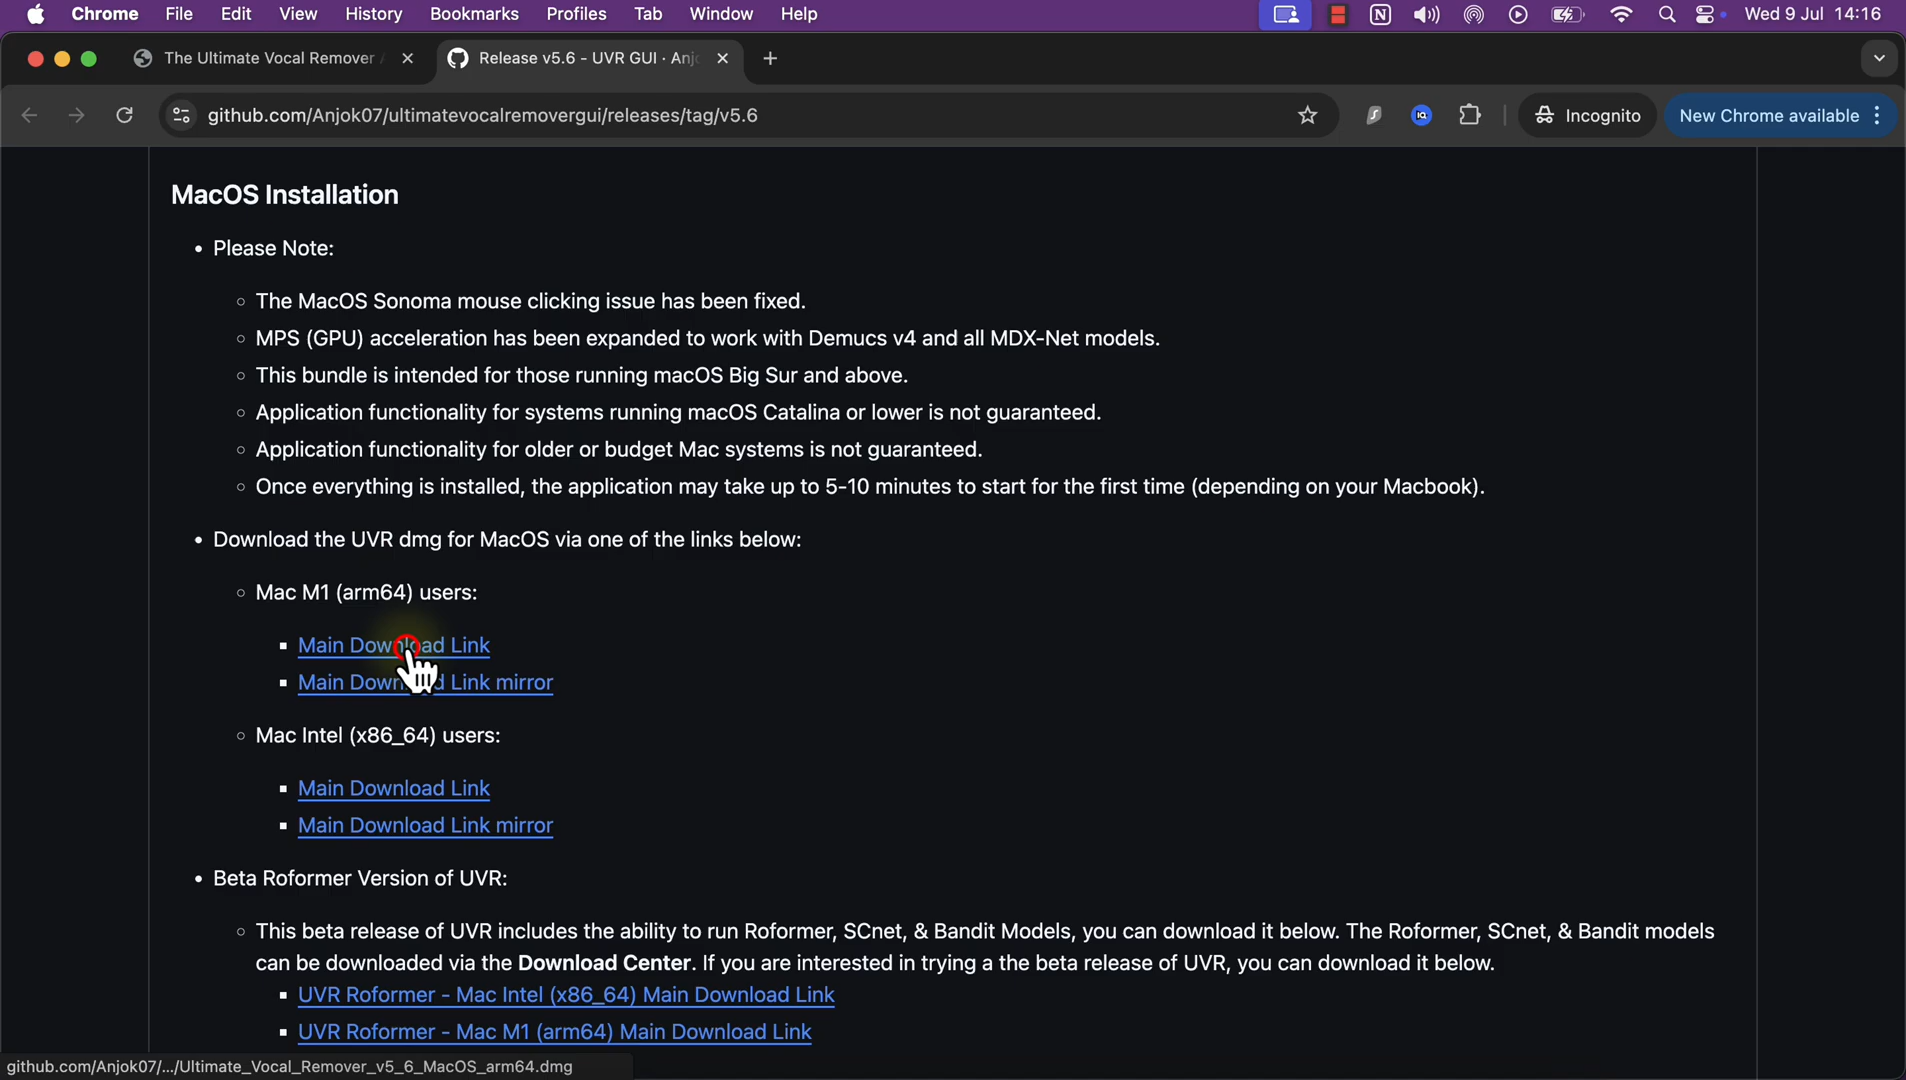 Chrome File Edit View History Bookmarks Profiles Tab Window Help Wed 9 Jul 14:16
The Ultimate Vocal Remover Release v5.6 - UVR GUI · Anj
github.com/Anjok07/ultimatevocalremovergui/releases/tag/v5.6 Incognito New Chrome available
MacOS Installation
• Please Note:
The MacOS Sonoma mouse clicking issue has been fixed.
MPS (GPU) acceleration has been expanded to work with Demucs v4 and all MDX-Net models.
This bundle is intended for those running macOS Big Sur and above.
Application functionality for systems running macOS Catalina or lower is not guaranteed.
Application functionality for older or budget Mac systems is not guaranteed.
Once everything is installed, the application may take up to 5-10 minutes to start for the first time (depending on your Macbook).
• Download the UVR dmg for MacOS via one of the links below:
Mac M1 (arm64) users:
Main Download Link
Main Download Link mirror
Mac Intel (x86_64) users:
Main Download Link
Main Download Link mirror
• Beta Roformer Version of UVR:
This beta release of UVR includes the ability to run Roformer, SCnet, & Bandit Models, you can download it below. The Roformer, SCnet, & Bandit models
can be downloaded via the Download Center. If you are interested in trying a the beta release of UVR, you can download it below.
UVR Roformer - Mac Intel (x86_64) Main Download Link
UVR Roformer - Mac M1 (arm64) Main Download Link
github.com/Anjok07/.../Ultimate_Vocal_Remover_v5_6_MacOS_arm64.dmg